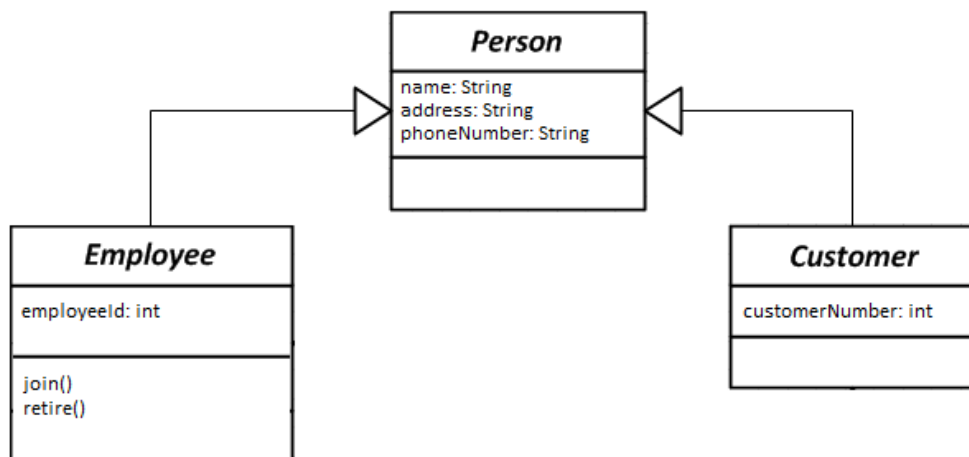 Person
name: String
address: String
phoneNumber: String
Employee
employeeId: int
join()
retire()
Customer
customerNumber: int